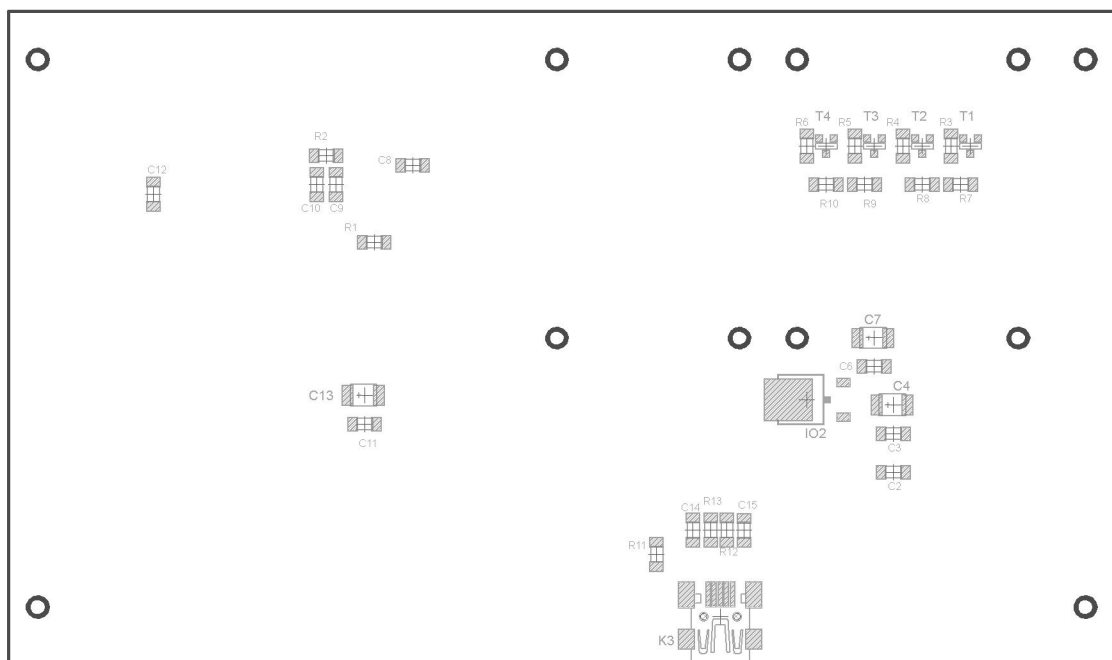 R6 T4 R5 T3 R4 T2 R3 T1
R2
C8
C12
C10 C9
R10 R9 R8 R7
R1
C7
C6
C13
C4
IO2
C11
C3
C2
C14 R13 C15
R11
R12
K3